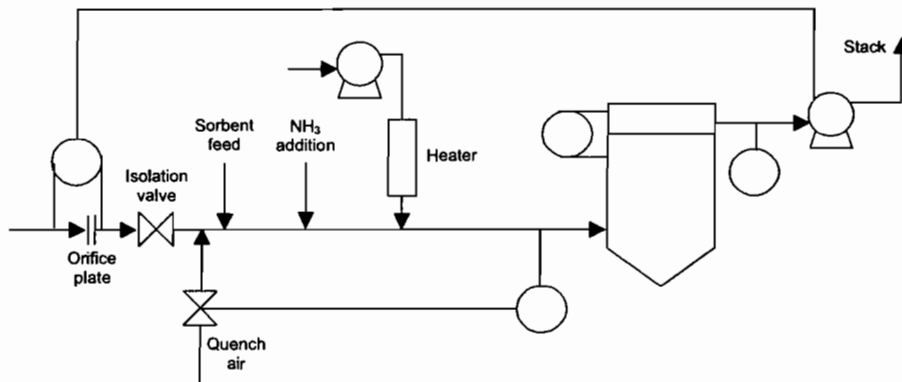 Stack
Sorbent
feed
NH₃
addition
Heater
Isolation
valve
Orifice
plate
Quench
air